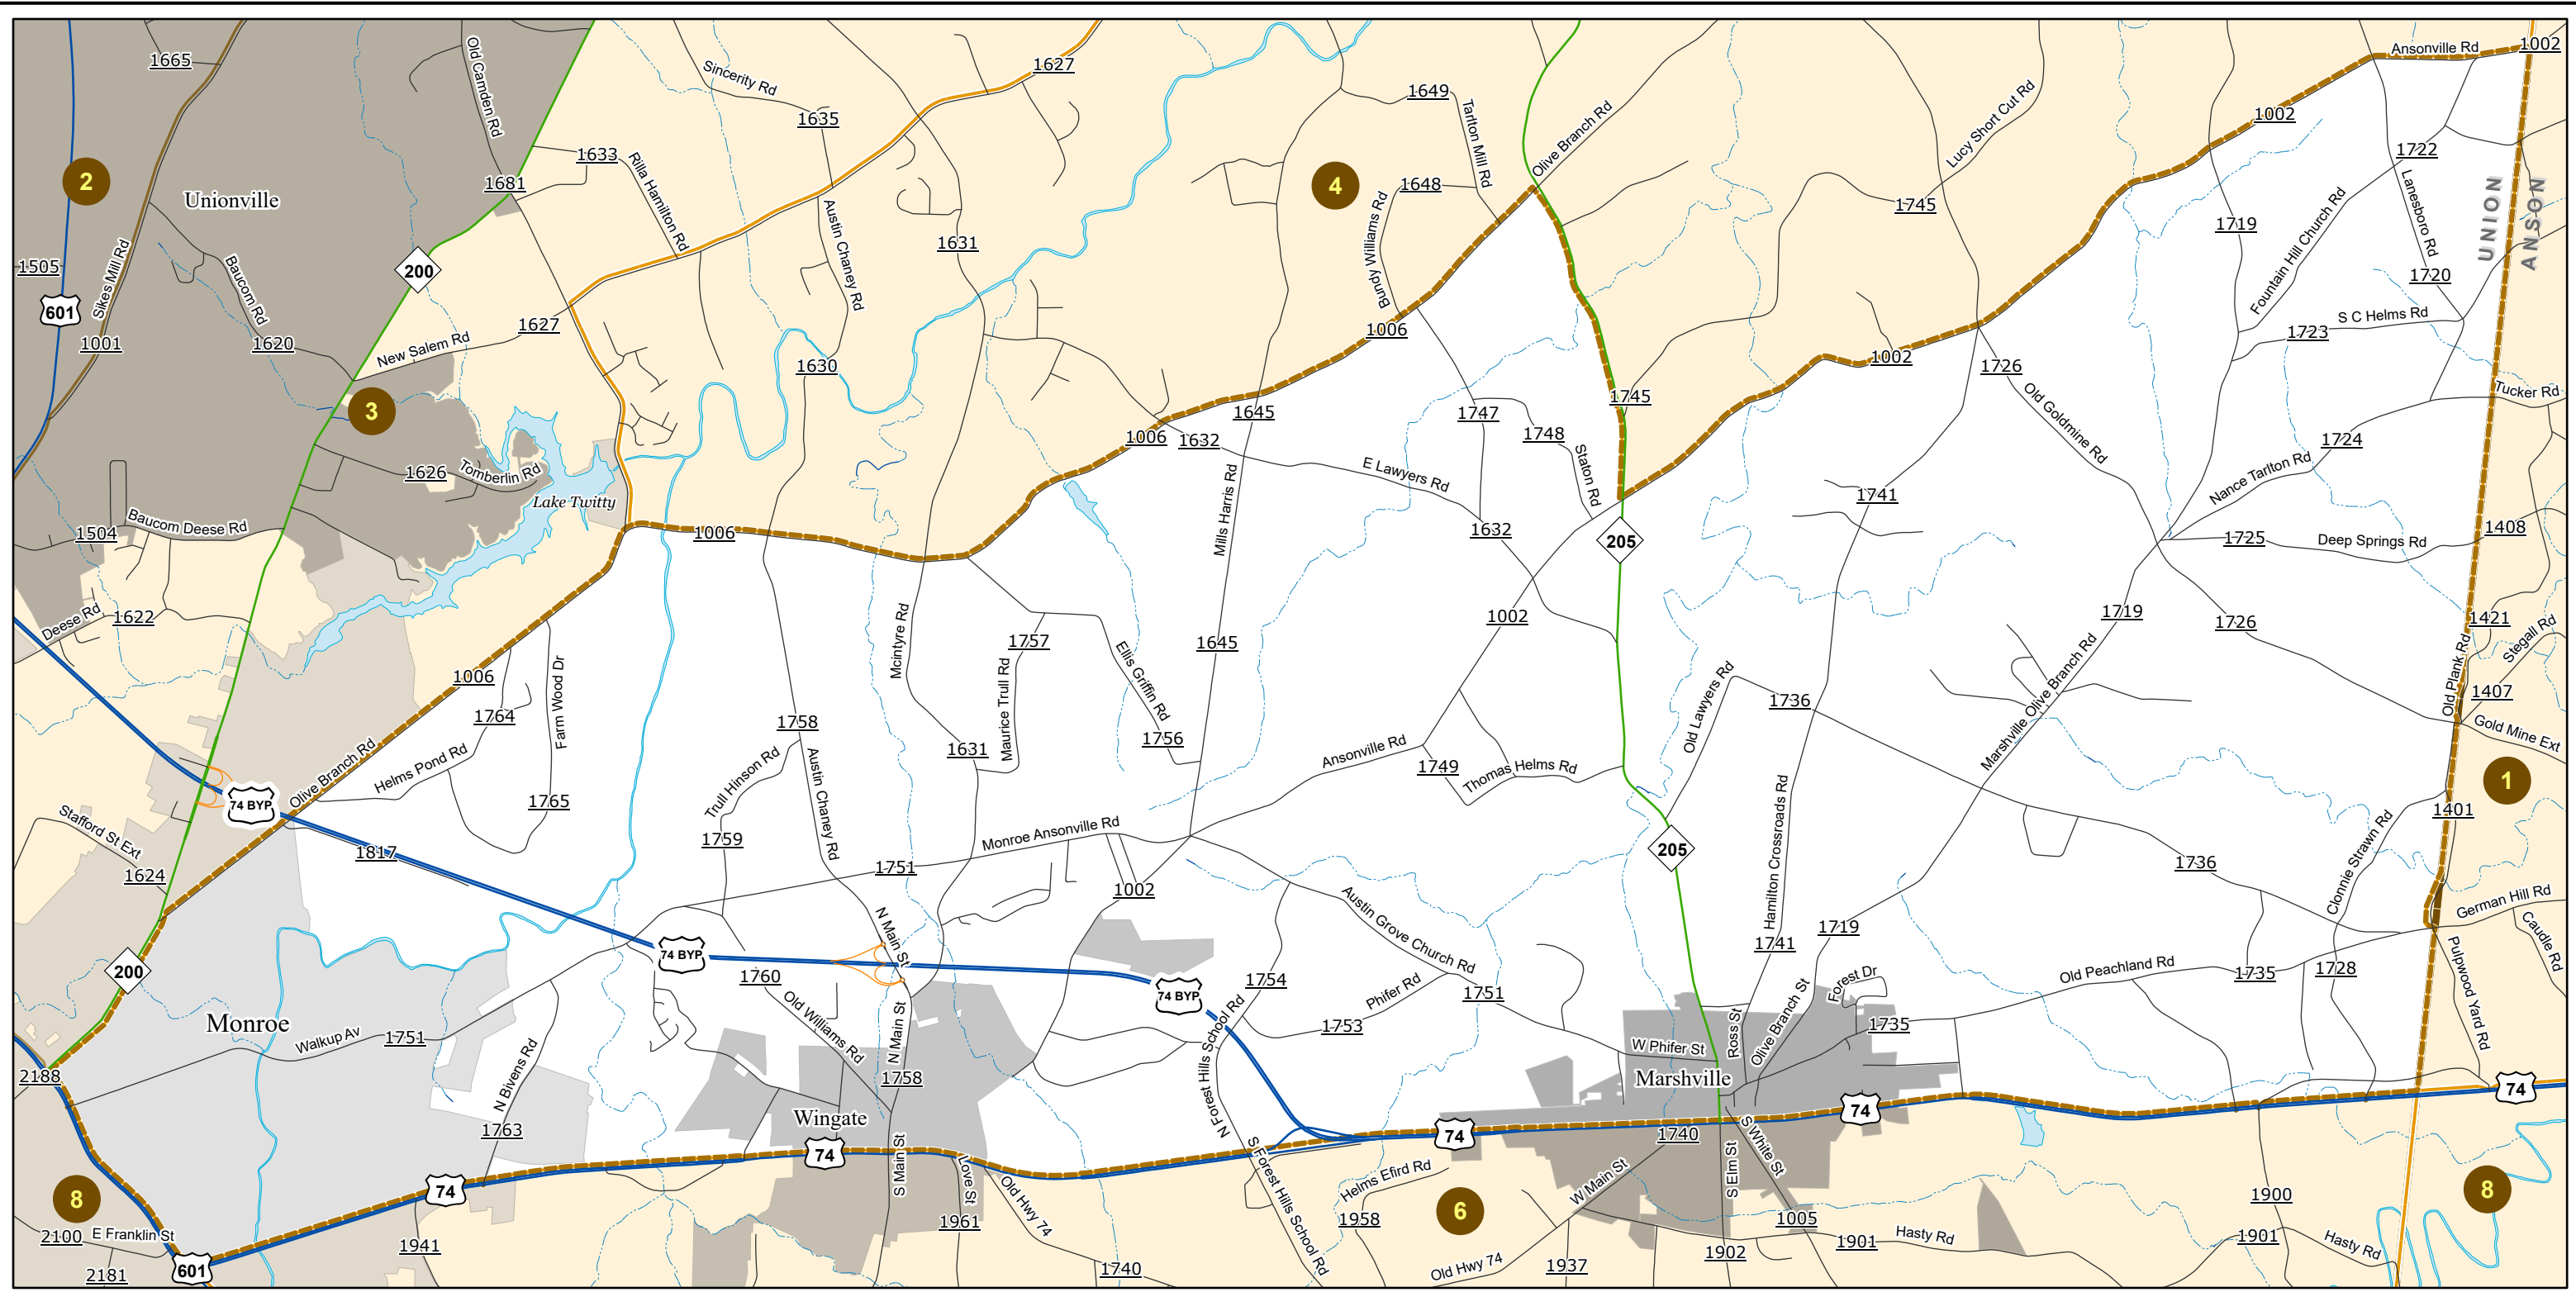 Ansonville Rd
1002
1665
Old Camden Rd
Sincerity Rd
1627
1649
Tarlton Mill Rd
Olive Branch Rd
Lucy Short Cut Rd
1002
1635
1633
Rilla Hamilton Rd
1722
2
Unionville
1681
4
1648
1745
Lanesboro Rd
UNION
ANSON
Austin Chaney Rd
1631
Bunch Williams Rd
1719
Fountain Hill Church Rd
1505
Sikes Mill Rd
Baucom Rd
200
1720
601
1001
1620
New Salem Rd
1627
1006
1723
S C Helms Rd
1630
1002
1726
3
1645
1747
1745
Old Goldmine Rd
Tucker Rd
1006
1632
1748
1724
1626
Tomberlin Rd
Lake Twitty
E Lawyers Rd
Staton Rd
1741
Nance Tarlton Rd
Mills Harris Rd
1504
Baucom Deese Rd
1006
1632
205
1725
Deep Springs Rd
1408
Deese Rd
1622
McIntyre Rd
1757
1645
1002
1719
1726
1421
Stegall Rd
1006
Farm Wood Dr
Maurice Trull Rd
Ellis Griffin Rd
Old Lawyers Rd
1736
Marshville Olive Branch Rd
Old Plank Rd
1407
1764
1758
1631
1756
Ansonville Rd
1749
Thomas Helms Rd
Gold Mine Ext
Olive Branch Rd
Helms Pond Rd
Trull Hinson Rd
Austin Chaney Rd
1
74 BYP
1765
Hamilton Crossroads Rd
1401
Stafford St Ext
1817
1759
Monroe Ansonville Rd
205
Clonnie Strawn Rd
1624
1751
1002
1736
Austin Grove Church Rd
German Hill Rd
N Main St
1719
Caudle Rd
1741
74 BYP
200
1760
74 BYP
1754
1751
Phifer Rd
Forest Dr
Old Peachland Rd
1735
1728
Pulpwood Yard Rd
Monroe
Walkup Av
1751
Old Williams Rd
N Main St
1753
Ross St
Olive Branch St
1735
W Phifer St
2188
N Bivens Rd
1758
N Forest Hills School Rd
Marshville
74
Wingate
74
1763
74
74
1740
S White St
S Main St
Love St
Old Hwy 74
S Forest Hills School Rd
Helms Efird Rd
W Main St
S Elm St
8
74
6
8
1900
2100
E Franklin St
1941
1961
1958
1005
1901
Hasty Rd
1901
Hasty Rd
601
2181
1740
Old Hwy 74
1937
1902